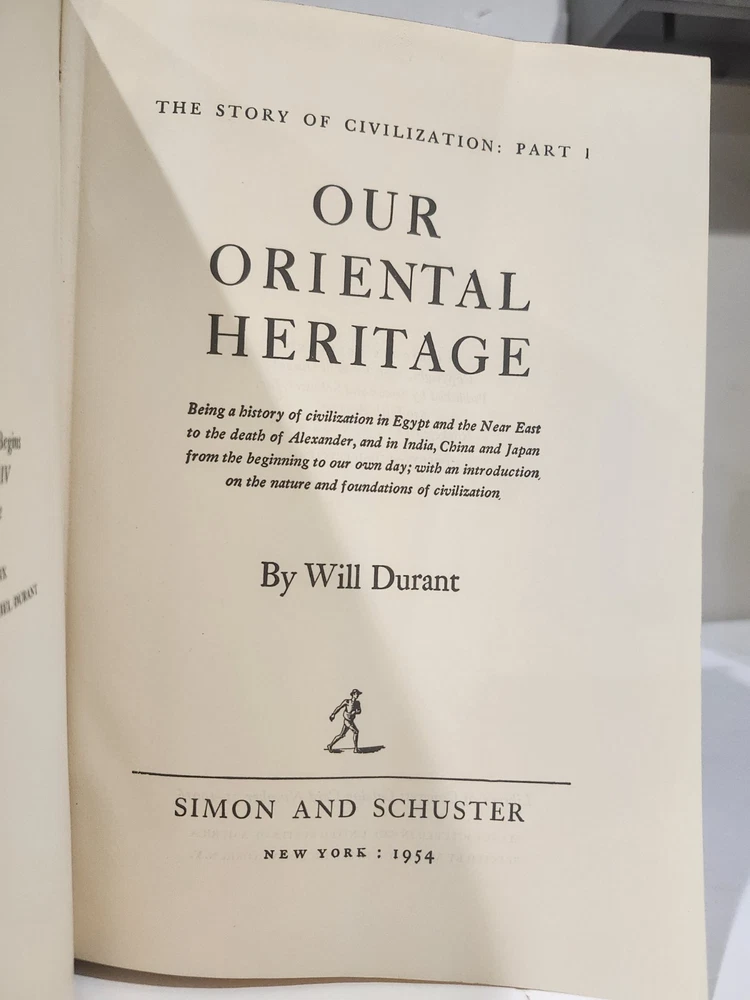 THE STORY OF CIVILIZATION: PART I
OUR
ORIENTAL
HERITAGE
Being a history of civilization in Egypt and the Near East
to the death of Alexander, and in India, China and Japan
from the beginning to our own day; with an introduction,
on the nature and foundations of civilization
By Will Durant
SIMON AND SCHUSTER
NEW YORK : 1954